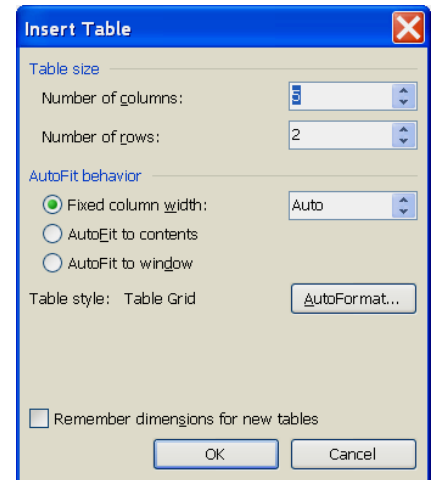 Insert Table
Table size
Number of columns: 5
Number of rows: 2
AutoFit behavior
Fixed column width: Auto
AutoFit to contents
AutoFit to window
Table style: Table Grid AutoFormat...
Remember dimensions for new tables
OK Cancel